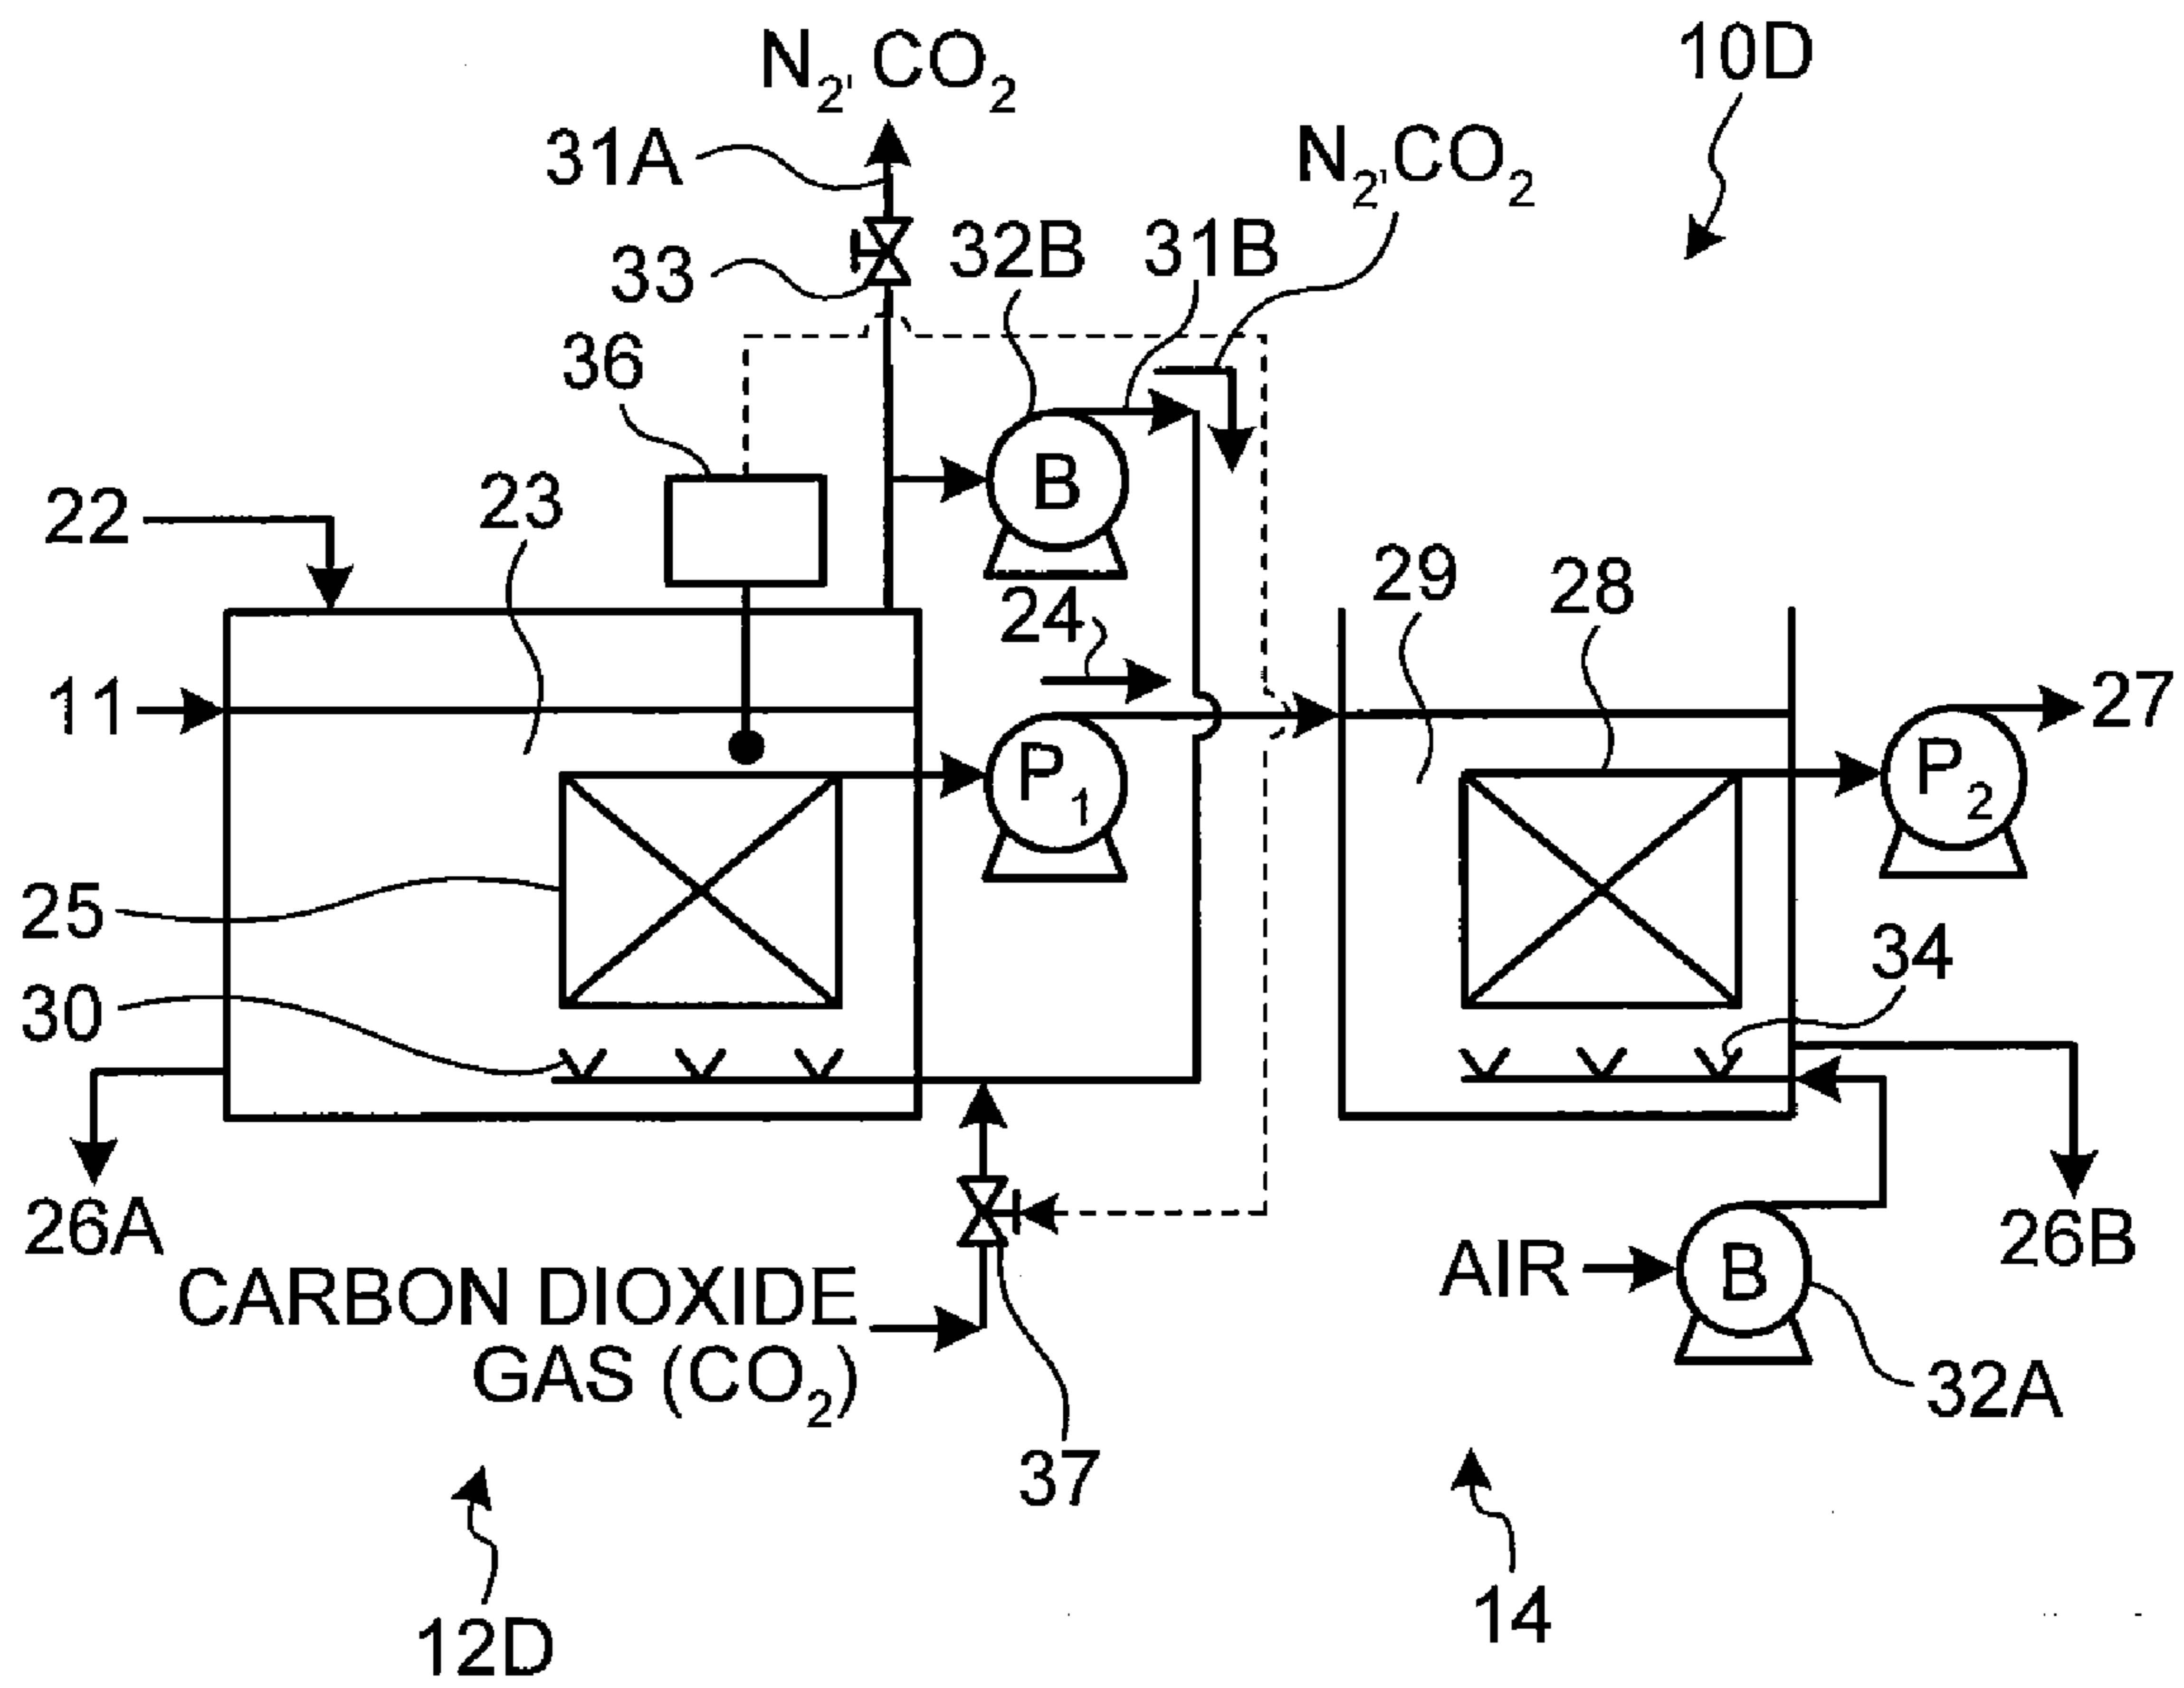 N2, CO2
10D
31A
N2, CO2
33
32B
31B
36
22
23
B
29
28
24
11
27
P1
P2
25
34
30
26A
26B
CARBON DIOXIDE
GAS (CO2)
AIR
B
32A
37
12D
14